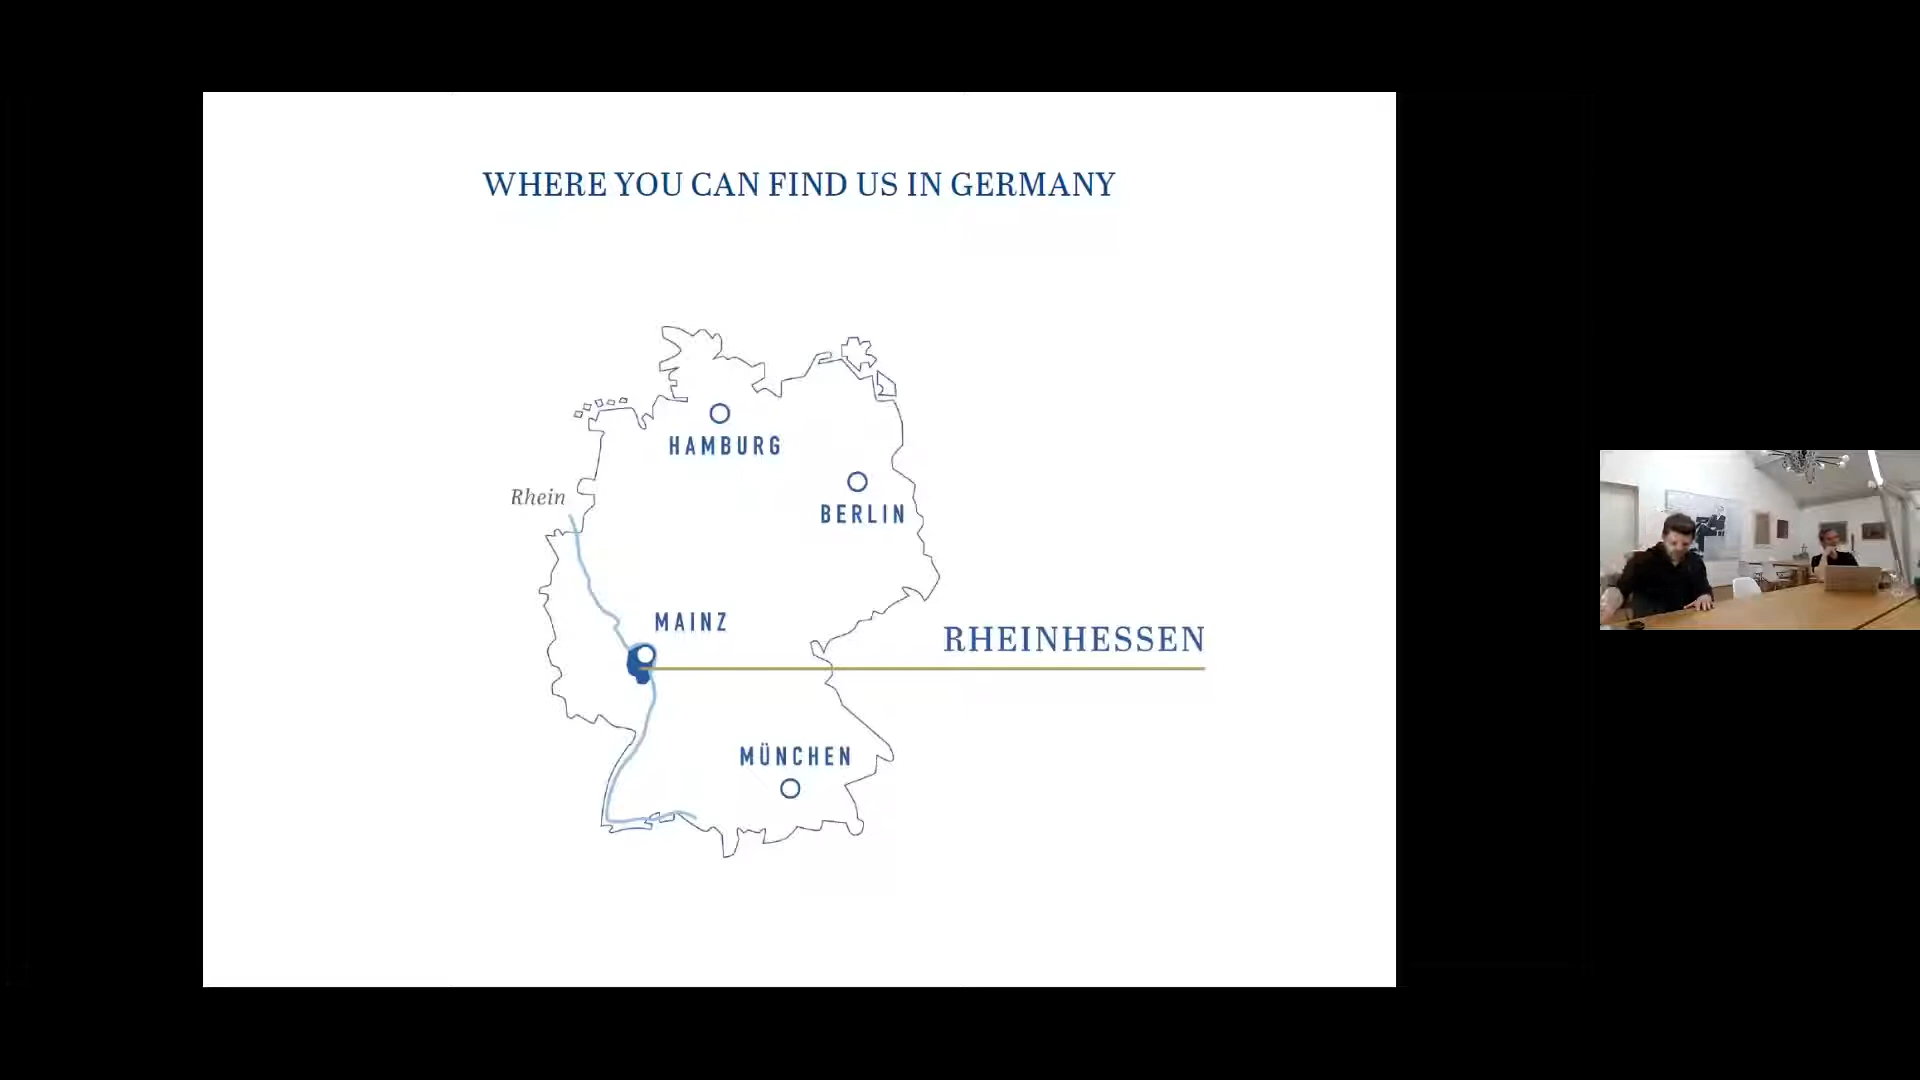 WHERE YOU CAN FIND US IN GERMANY
HAMBURG
Rhein
BERLIN
MAINZ
RHEINHESSEN
MÜNCHEN